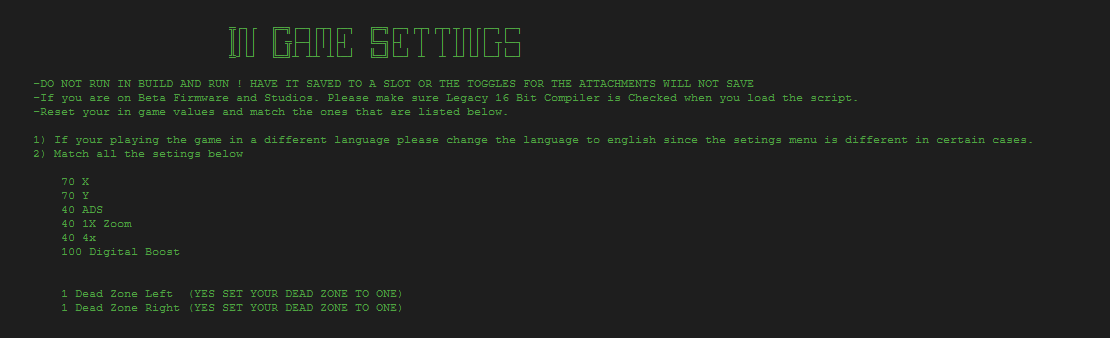 IN GAME SETTINGS
-DO NOT RUN IN BUILD AND RUN ! HAVE IT SAVED TO A SLOT OR THE TOGGLES FOR THE ATTACHMENTS WILL NOT SAVE
-If you are on Beta Firmware and Studios. Please make sure Legacy 16 Bit Compiler is Checked when you load the script.
-Reset your in game values and match the ones that are listed below.
1) If your playing the game in a different language please change the language to english since the setings menu is different in certain cases.
2) Match all the setings below
70 X
70 Y
40 ADS
40 1X Zoom
40 4x
100 Digital Boost
1 Dead Zone Left (YES SET YOUR DEAD ZONE TO ONE)
1 Dead Zone Right (YES SET YOUR DEAD ZONE TO ONE)